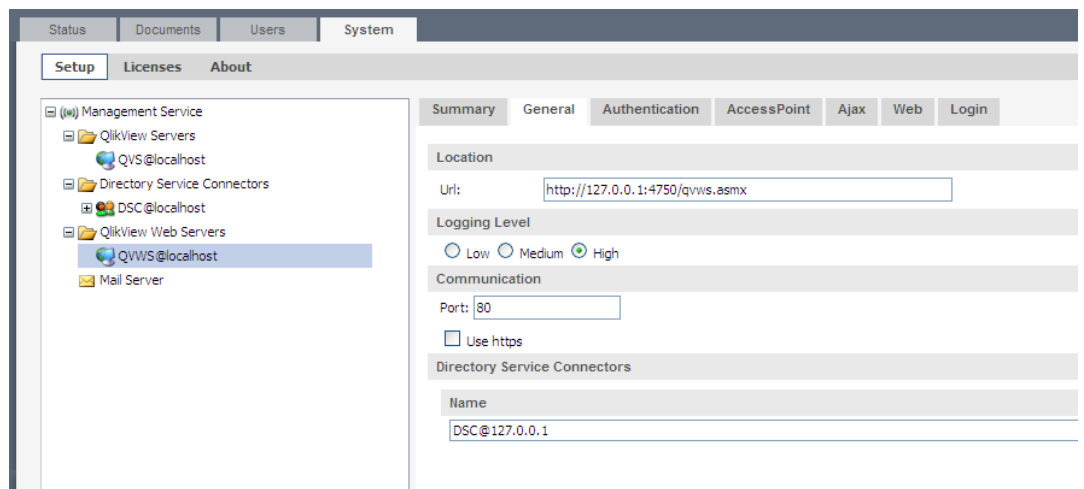 Status Documents Users System
Setup Licenses About
Management Service
QlikView Servers
QVS@localhost
Directory Service Connectors
DSC@localhost
QlikView Web Servers
QVWS@localhost
Mail Server
Summary General Authentication AccessPoint Ajax Web Login
Location
Url: http://127.0.0.1:4750/qvws.asmx
Logging Level
Low Medium High
Communication
Port: 80
Use https
Directory Service Connectors
Name
DSC@127.0.0.1